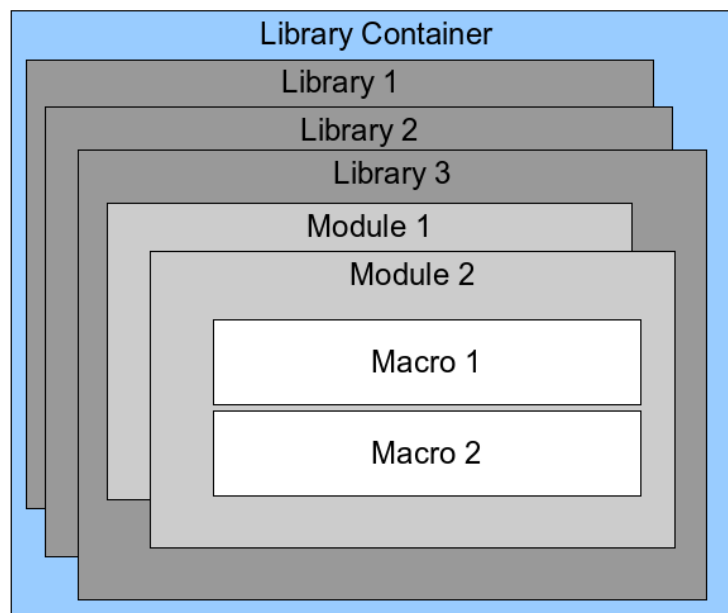 Library Container
Library 1
Library 2
Library 3
Module 1
Module 2
Macro 1
Macro 2